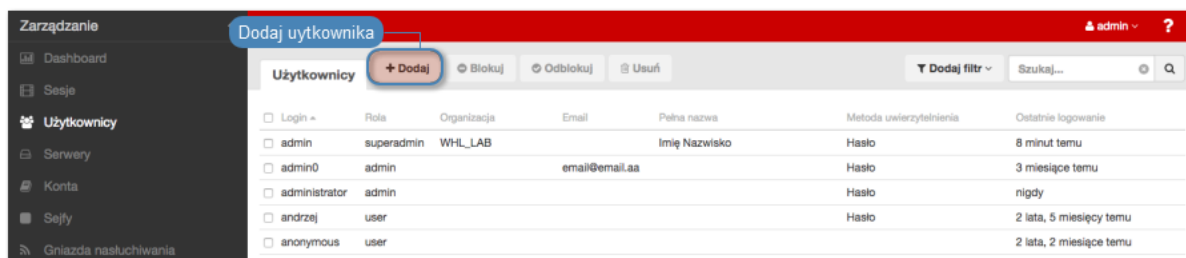 Zarządzanie
Dodaj uytkownika
admin
?
Dashboard
Sesje
Użytkownicy
Serwery
Konta
Sejfy
Gniazda nasłuchiwania
Użytkownicy
+ Dodaj
Blokuj
Odblokuj
Usuń
Dodaj filtr
Szukaj...
Login Rola Organizacja Email Pełna nazwa Metoda uwierzytelnienia Ostatnie logowanie
admin superadmin WHL_LAB Imię Nazwisko Hasło 8 minut temu
admin0 admin email@email.aa Hasło 3 miesiące temu
administrator admin Hasło nigdy
andrzej user Hasło 2 lata, 5 miesięcy temu
anonymous user 2 lata, 2 miesiące temu